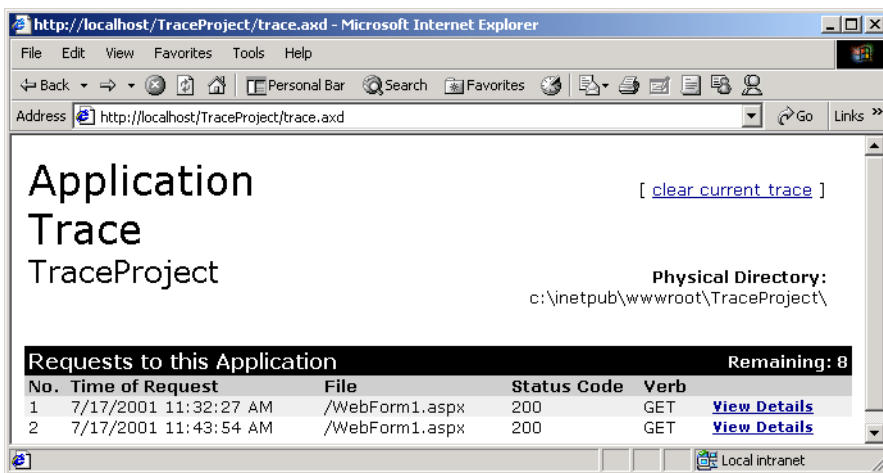 http://localhost/TraceProject/trace.axd - Microsoft Internet Explorer
File Edit View Favorites Tools Help
Back Personal Bar Search Favorites
Address http://localhost/TraceProject/trace.axd Go Links »
Application
Trace
[ clear current trace ]
TraceProject
Physical Directory:
c:\inetpub\wwwroot\TraceProject\
Requests to this Application Remaining: 8
No. Time of Request File Status Code Verb
1 7/17/2001 11:32:27 AM /WebForm1.aspx 200 GET View Details
2 7/17/2001 11:43:54 AM /WebForm1.aspx 200 GET View Details
Local intranet